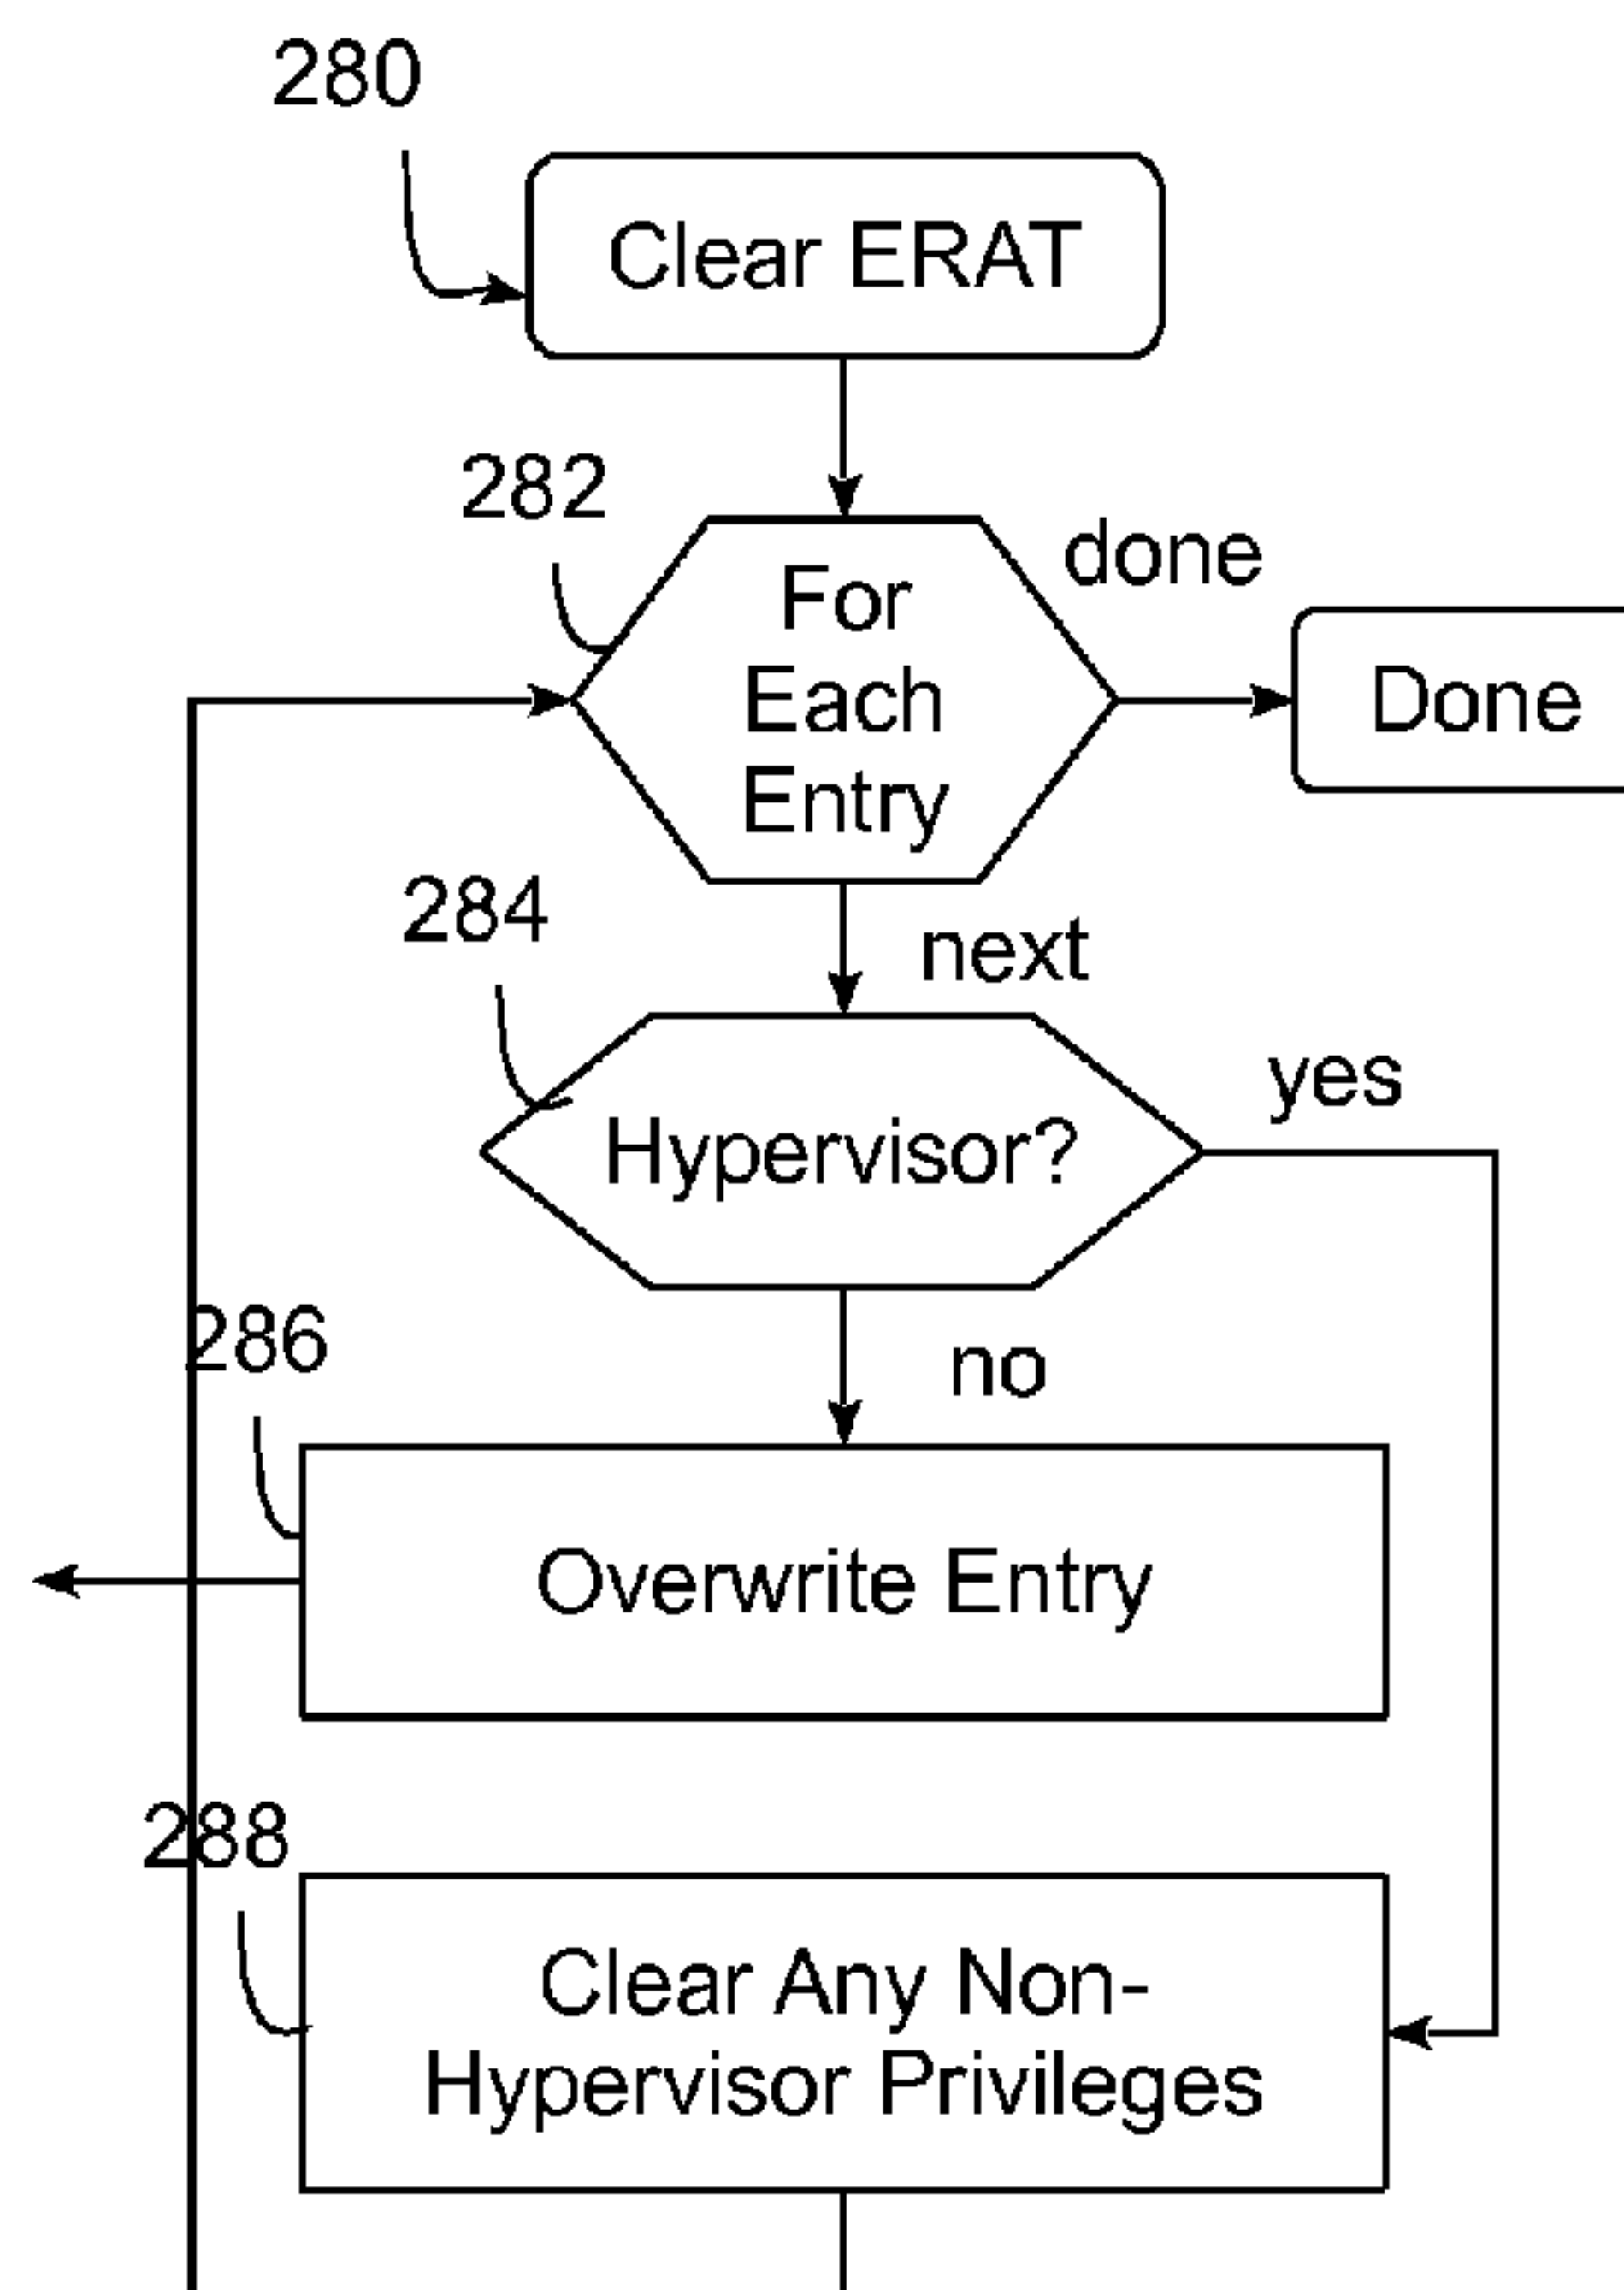 280
Clear ERAT
282
done
For
Each
Entry
Done
284
next
yes
Hypervisor?
286
no
Overwrite Entry
288
Clear Any Non-
Hypervisor Privileges